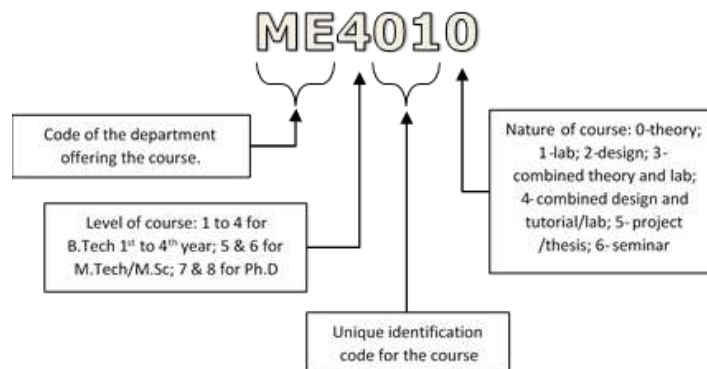 ME4010
Code of the department
offering the course.
Nature of course: 0-theory;
1-lab; 2-design; 3-
combined theory and lab;
4- combined design and
tutorial/lab; 5- project
/thesis; 6- seminar
Level of course: 1 to 4 for
B.Tech 1st to 4th year; 5 & 6 for
M.Tech/M.Sc; 7 & 8 for Ph.D
Unique identification
code for the course